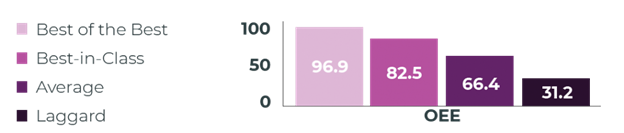 Best of the Best
Best-in-Class
Average
Laggard
100
50
0
96.9
82.5
66.4
31.2
OEE